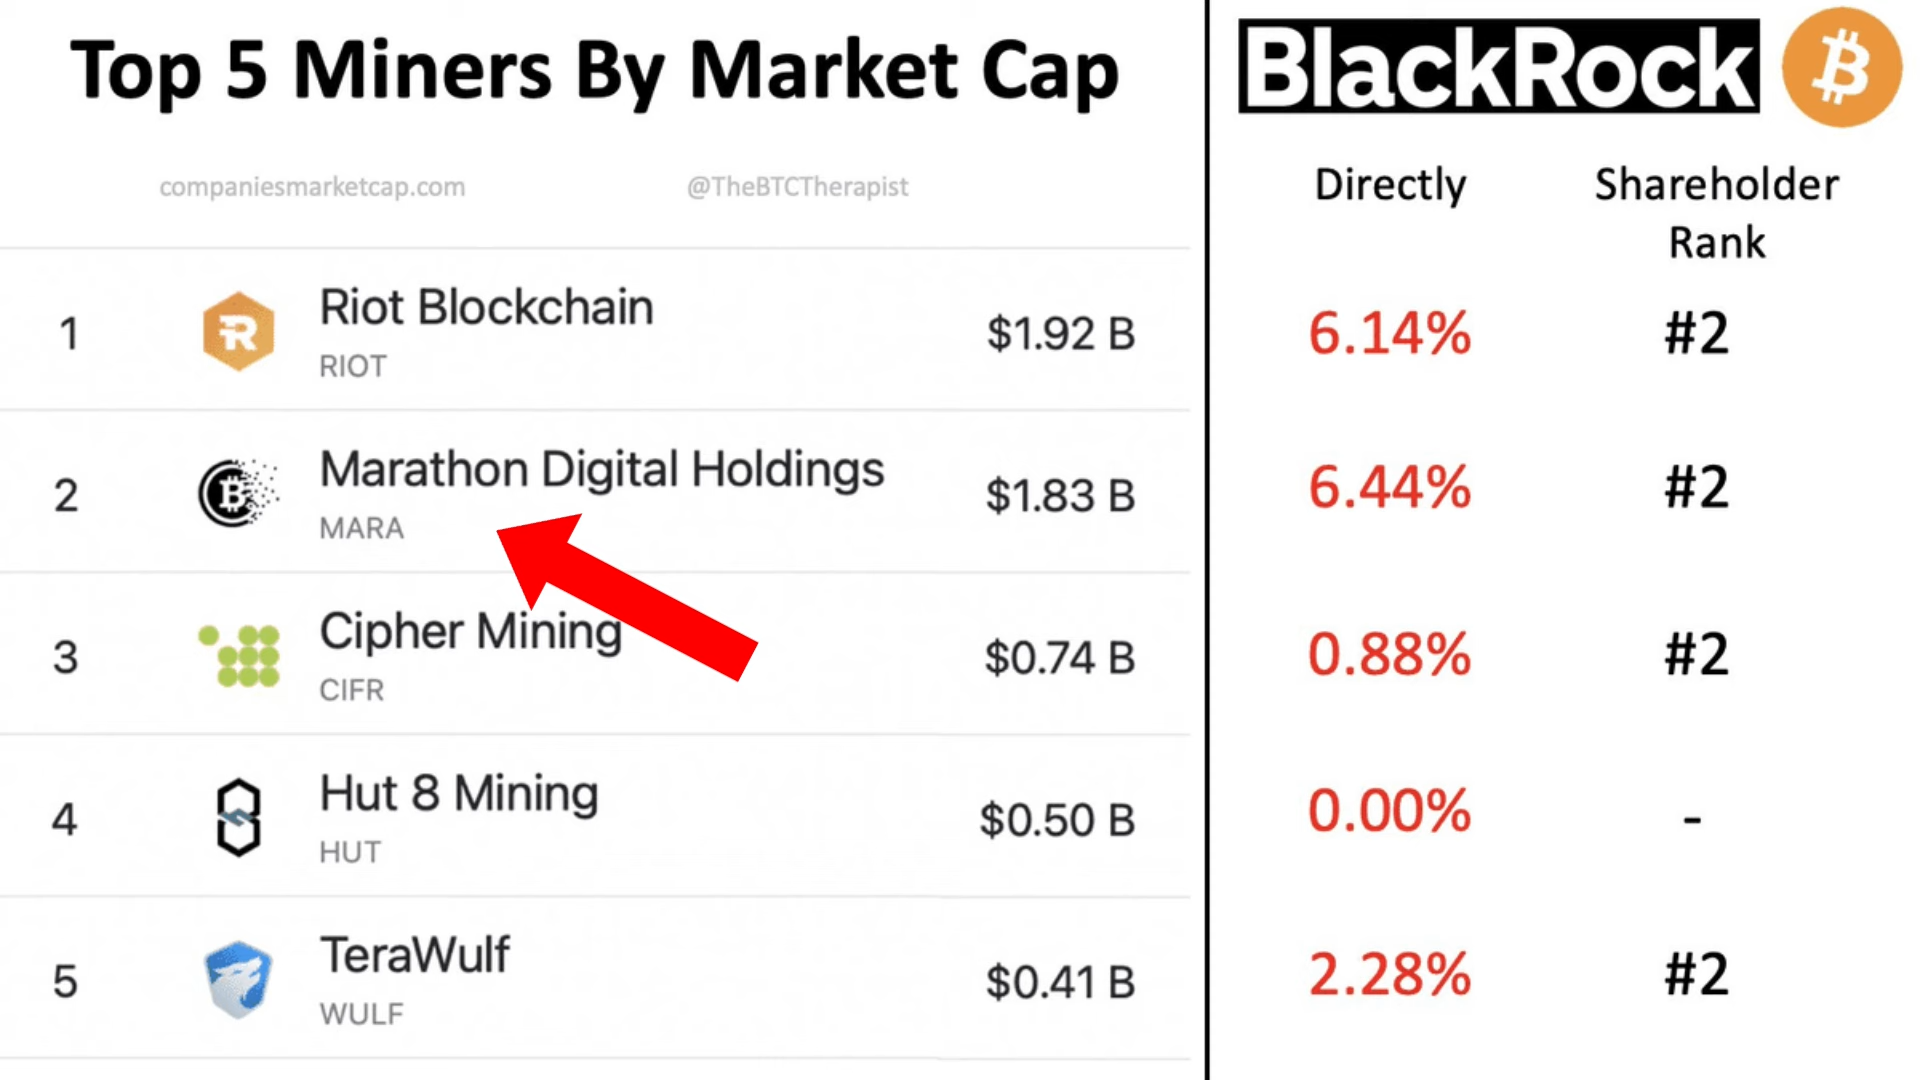 Top 5 Miners By Market Cap
companiesmarketcap.com @TheBTCTherapist
BlackRock
Directly Shareholder
Rank
1 Riot Blockchain $1.92 B 6.14% #2
RIOT
2 Marathon Digital Holdings $1.83 B 6.44% #2
MARA
3 Cipher Mining $0.74 B 0.88% #2
CIFR
4 Hut 8 Mining $0.50 B 0.00% -
HUT
5 TeraWulf $0.41 B 2.28% #2
WULF